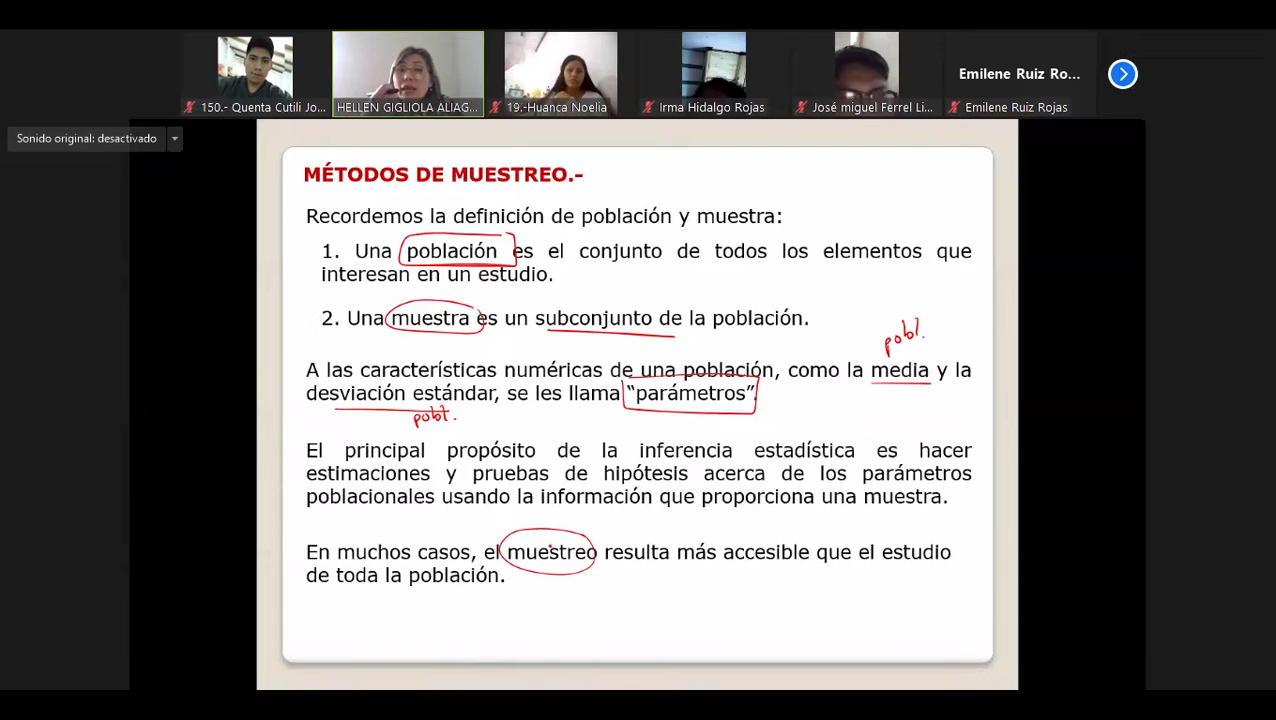 150.- Quenta Cutili Jo...
HELLEN GIGLIOLA ALIAG...
19.-Huanca Noelia
Irma Hidalgo Rojas
José miguel Ferrel Li...
Emilene Ruiz Ro...
Emilene Ruiz Rojas
Sonido original: desactivado
MÉTODOS DE MUESTREO.-
Recordemos la definición de población y muestra:
1. Una población es el conjunto de todos los elementos que
interesan en un estudio.
2. Una muestra es un subconjunto de la población.
pobl.
A las características numéricas de una población, como la media y la
desviación estándar, se les llama “parámetros”.
pobl.
El principal propósito de la inferencia estadística es hacer
estimaciones y pruebas de hipótesis acerca de los parámetros
poblacionales usando la información que proporciona una muestra.
En muchos casos, el muestreo resulta más accesible que el estudio
de toda la población.